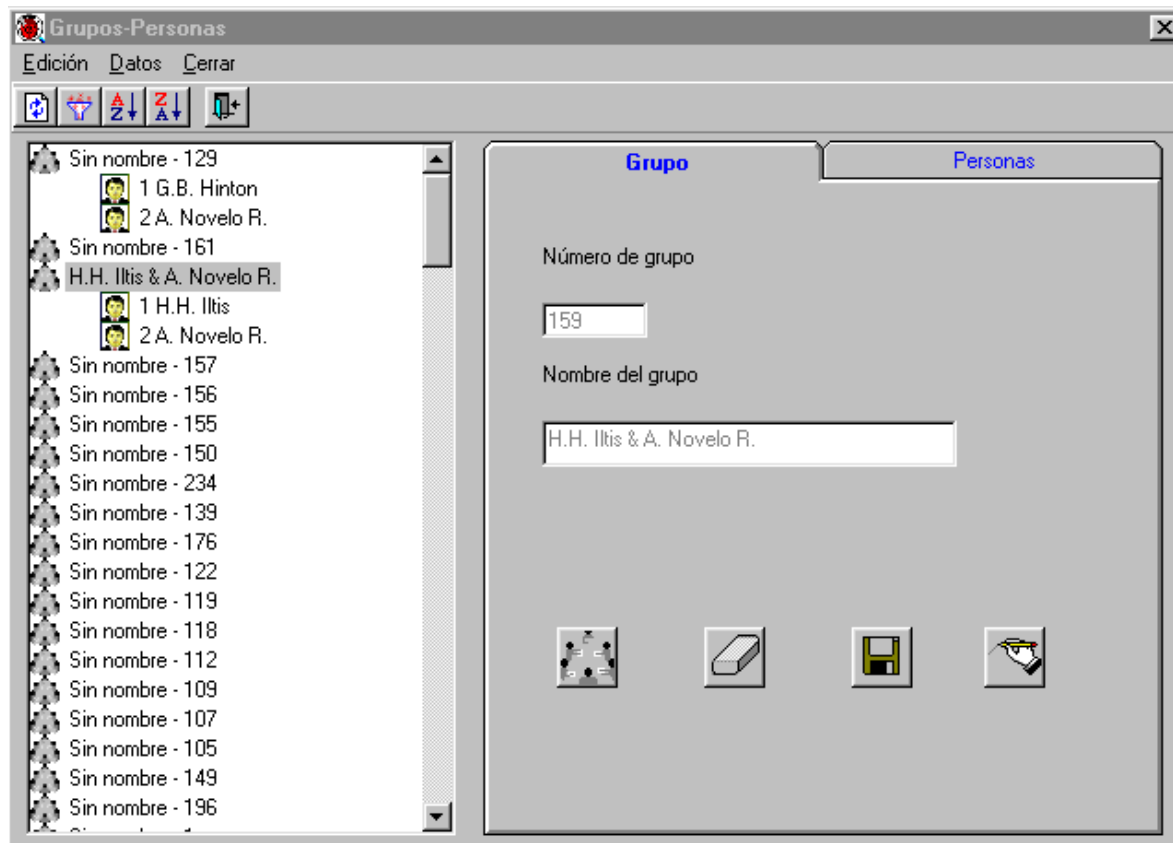 Grupos-Personas
Edición Datos Cerrar
Sin nombre - 129
1 G.B. Hinton
2 A. Novelo R.
Sin nombre - 161
H.H. Iltis & A. Novelo R.
1 H.H. Iltis
2 A. Novelo R.
Sin nombre - 157
Sin nombre - 156
Sin nombre - 155
Sin nombre - 150
Sin nombre - 234
Sin nombre - 139
Sin nombre - 176
Sin nombre - 122
Sin nombre - 119
Sin nombre - 118
Sin nombre - 112
Sin nombre - 109
Sin nombre - 107
Sin nombre - 105
Sin nombre - 149
Sin nombre - 196
Grupo
Personas
Número de grupo
159
Nombre del grupo
H.H. Iltis & A. Novelo R.